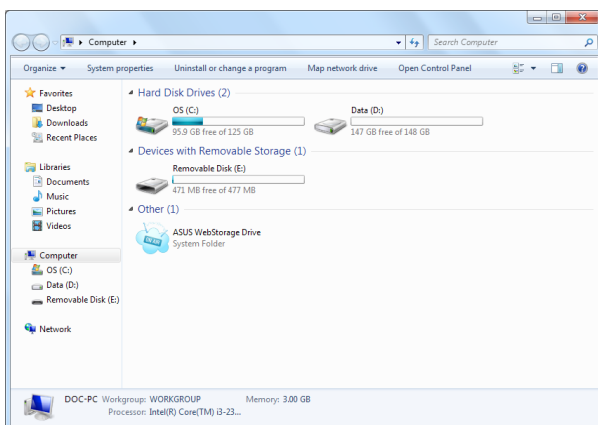 Computer
Search Computer
Organize
System properties
Uninstall or change a program
Map network drive
Open Control Panel
Favorites
Desktop
Downloads
Recent Places
Libraries
Documents
Music
Pictures
Videos
Computer
OS (C:)
Data (D:)
Removable Disk (E:)
Network
Hard Disk Drives (2)
OS (C:)
95.9 GB free of 125 GB
Data (D:)
147 GB free of 148 GB
Devices with Removable Storage (1)
Removable Disk (E:)
471 MB free of 477 MB
Other (1)
ASUS WebStorage Drive
System Folder
DOC-PC Workgroup: WORKGROUP Memory: 3.00 GB
Processor: Intel(R) Core(TM) i3-23...